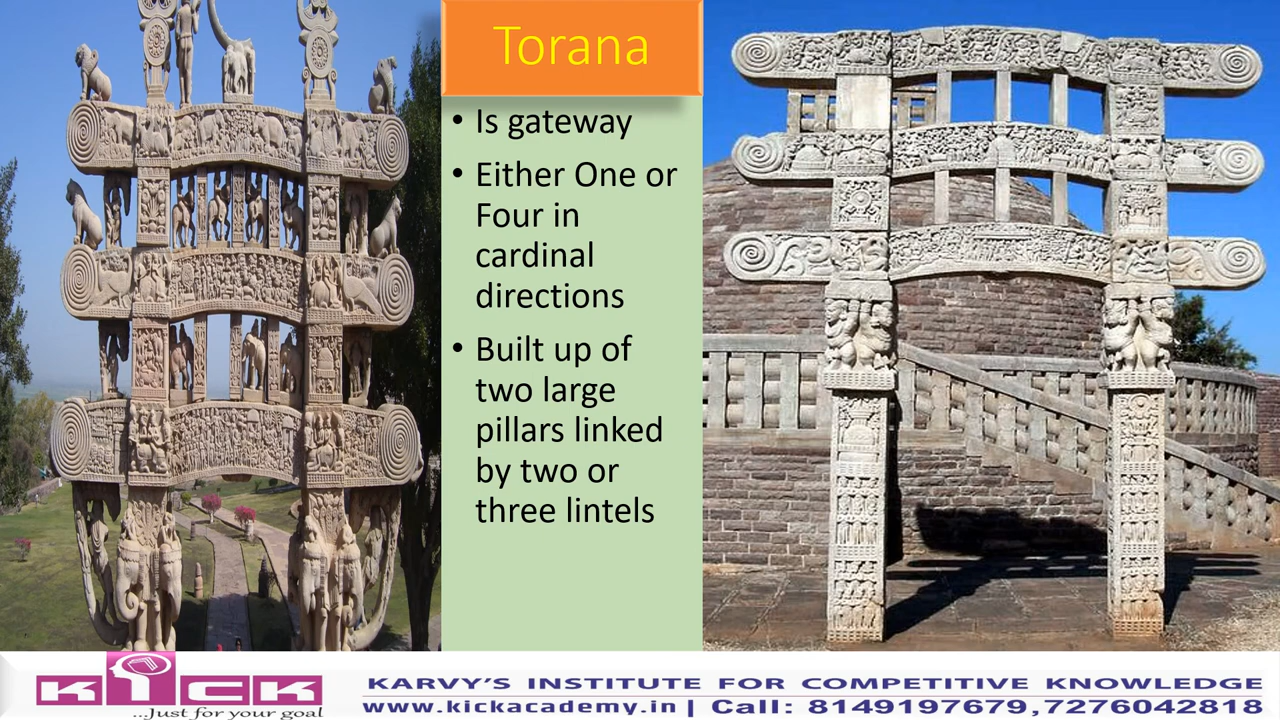 Torana
• Is gateway
• Either One or
Four in
cardinal
directions
• Built up of
two large
pillars linked
by two or
three lintels
KiCK
...Just for your goal
KARVY'S INSTITUTE FOR COMPETITIVE KNOWLEDGE
www.kickacademy.in | Call: 8149197679,7276042818